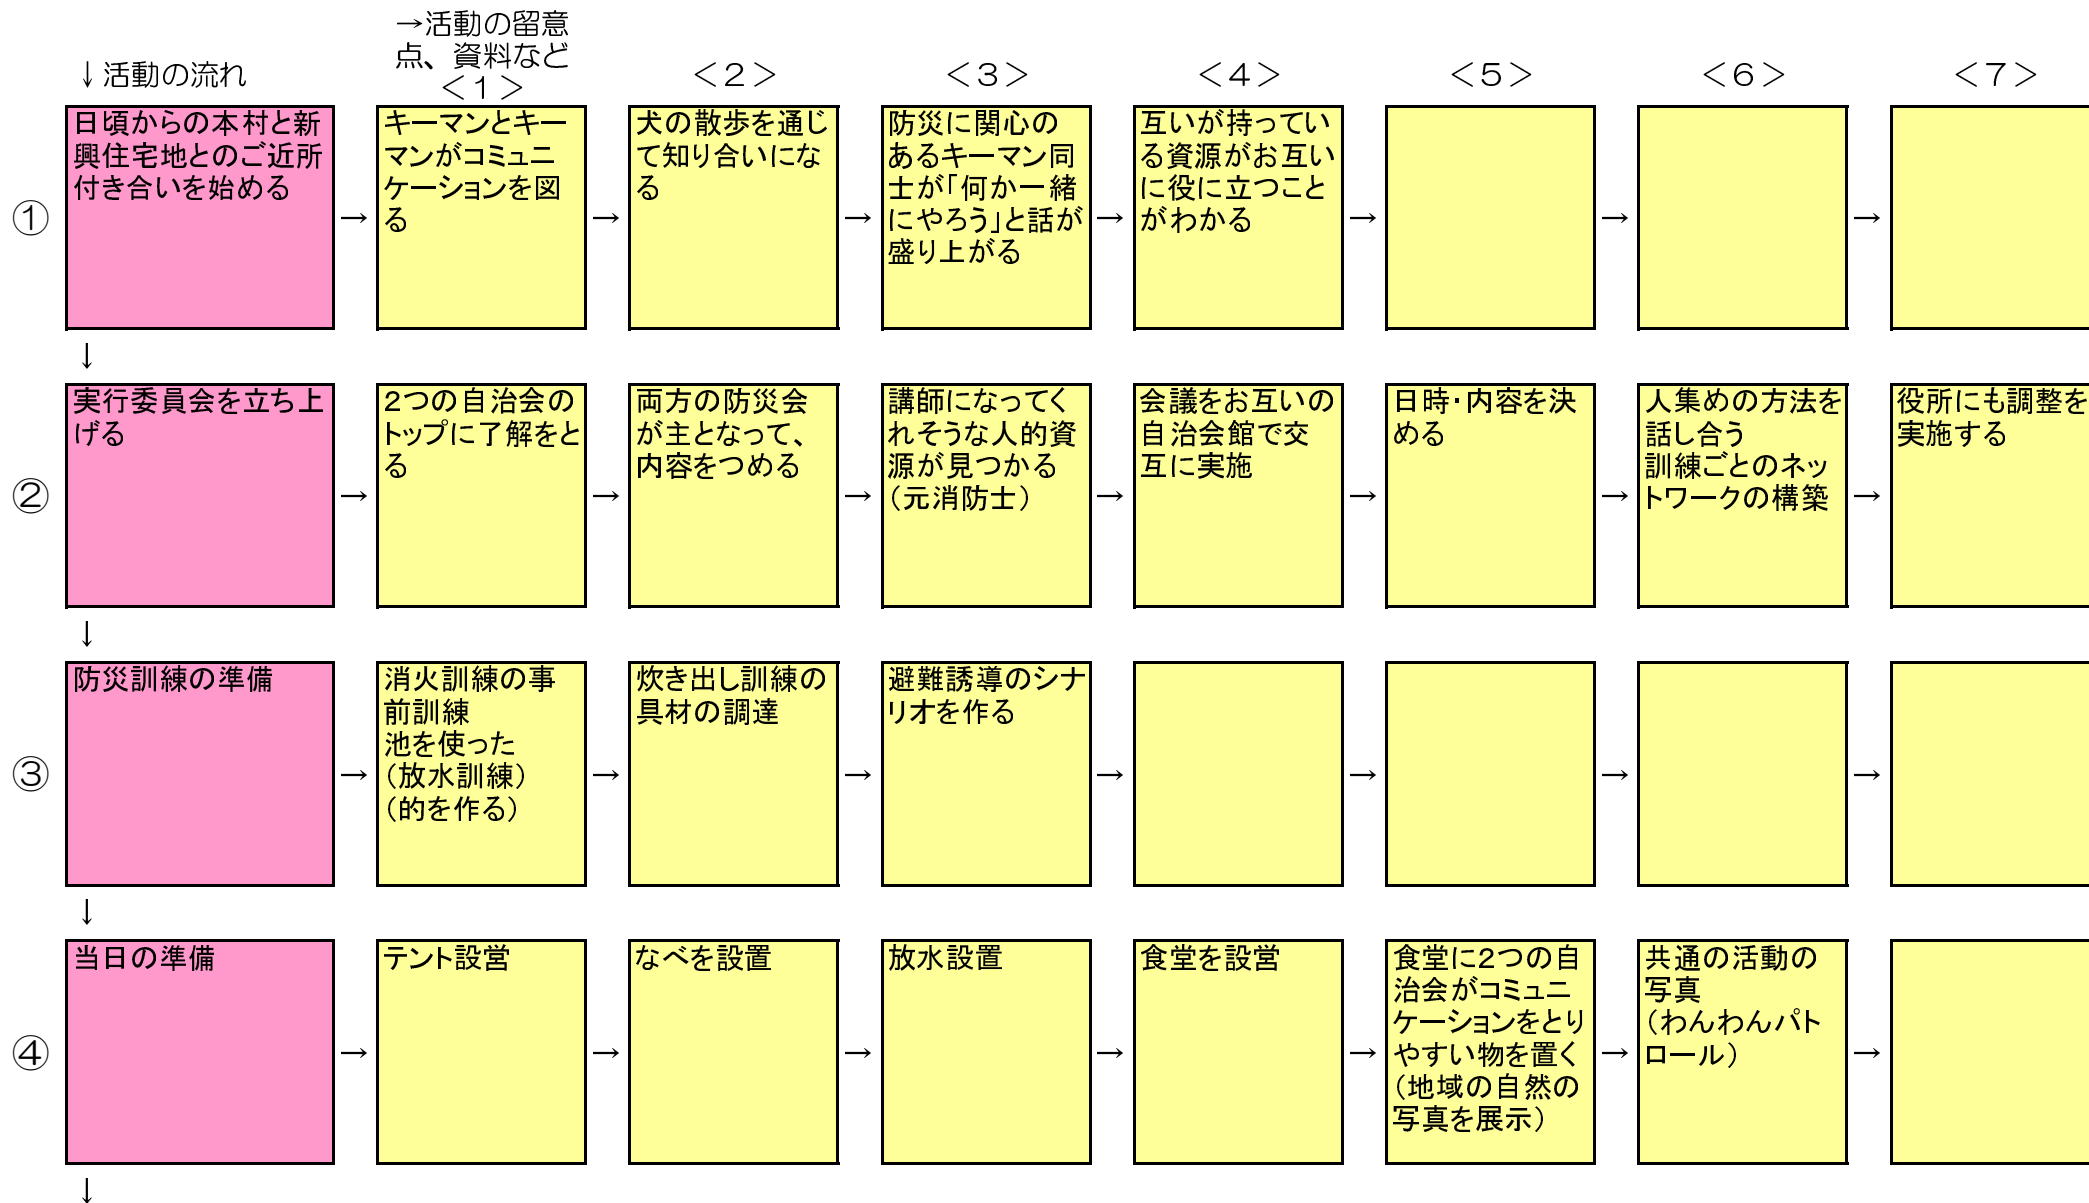 ↓活動の流れ
→活動の留意
点、資料など
＜１＞
＜２＞
＜３＞
＜４＞
＜５＞
＜６＞
＜７＞
①
日頃からの本村と新
興住宅地とのご近所
付き合いを始める
→
キーマンとキー
マンがコミュニ
ケーションを図
る
→
犬の散歩を通じ
て知り合いにな
る
→
防災に関心の
あるキーマン同
士が「何か一緒
にやろう」と話が
盛り上がる
→
互いが持ってい
る資源がお互い
に役に立つこと
がわかる
→
→
→
↓
②
実行委員会を立ち上
げる
→
2つの自治会の
トップに了解をと
る
→
両方の防災会
が主となって、
内容をつめる
→
講師になってく
れそうな人的資
源が見つかる
（元消防士）
→
会議をお互いの
自治会館で交
互に実施
→
日時・内容を決
める
→
人集めの方法を
話し合う
訓練ごとのネッ
トワークの構築
→
役所にも調整を
実施する
↓
③
防災訓練の準備
→
消火訓練の事
前訓練
池を使った
（放水訓練）
（的を作る）
→
炊き出し訓練の
具材の調達
→
避難誘導のシナ
リオを作る
→
→
→
→
↓
④
当日の準備
→
テント設営
→
なべを設置
→
放水設置
→
食堂を設営
→
食堂に2つの自
治会がコミュニ
ケーションをとり
やすい物を置く
（地域の自然の
写真を展示）
→
共通の活動の
写真
（わんわんパト
ロール）
→
↓